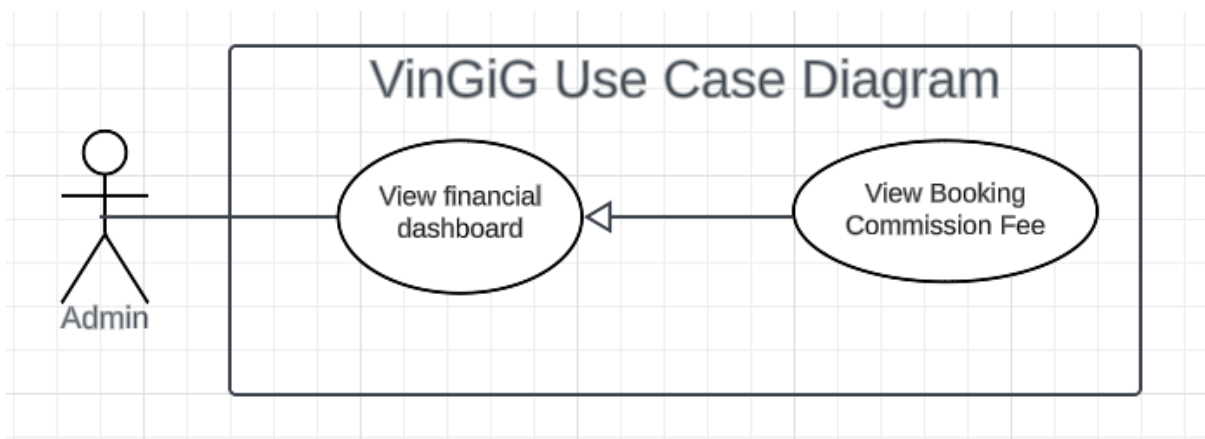 VinGiG Use Case Diagram
View financial
dashboard
View Booking
Commission Fee
Admin